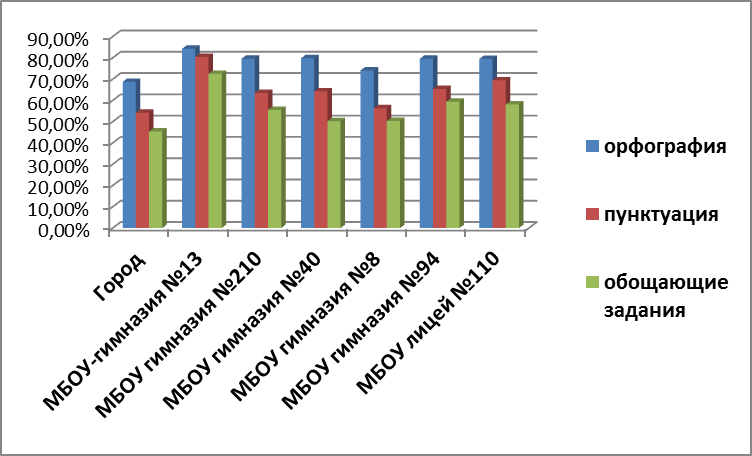 90,00%
80,00%
70,00%
60,00%
50,00%
40,00%
30,00%
20,00%
10,00%
0,00%
Город
МБОУ-гимназия №13
МБОУ гимназия №210
МБОУ гимназия №40
МБОУ гимназия №8
МБОУ гимназия №94
МБОУ лицей №110
орфография
пунктуация
обощающие
задания